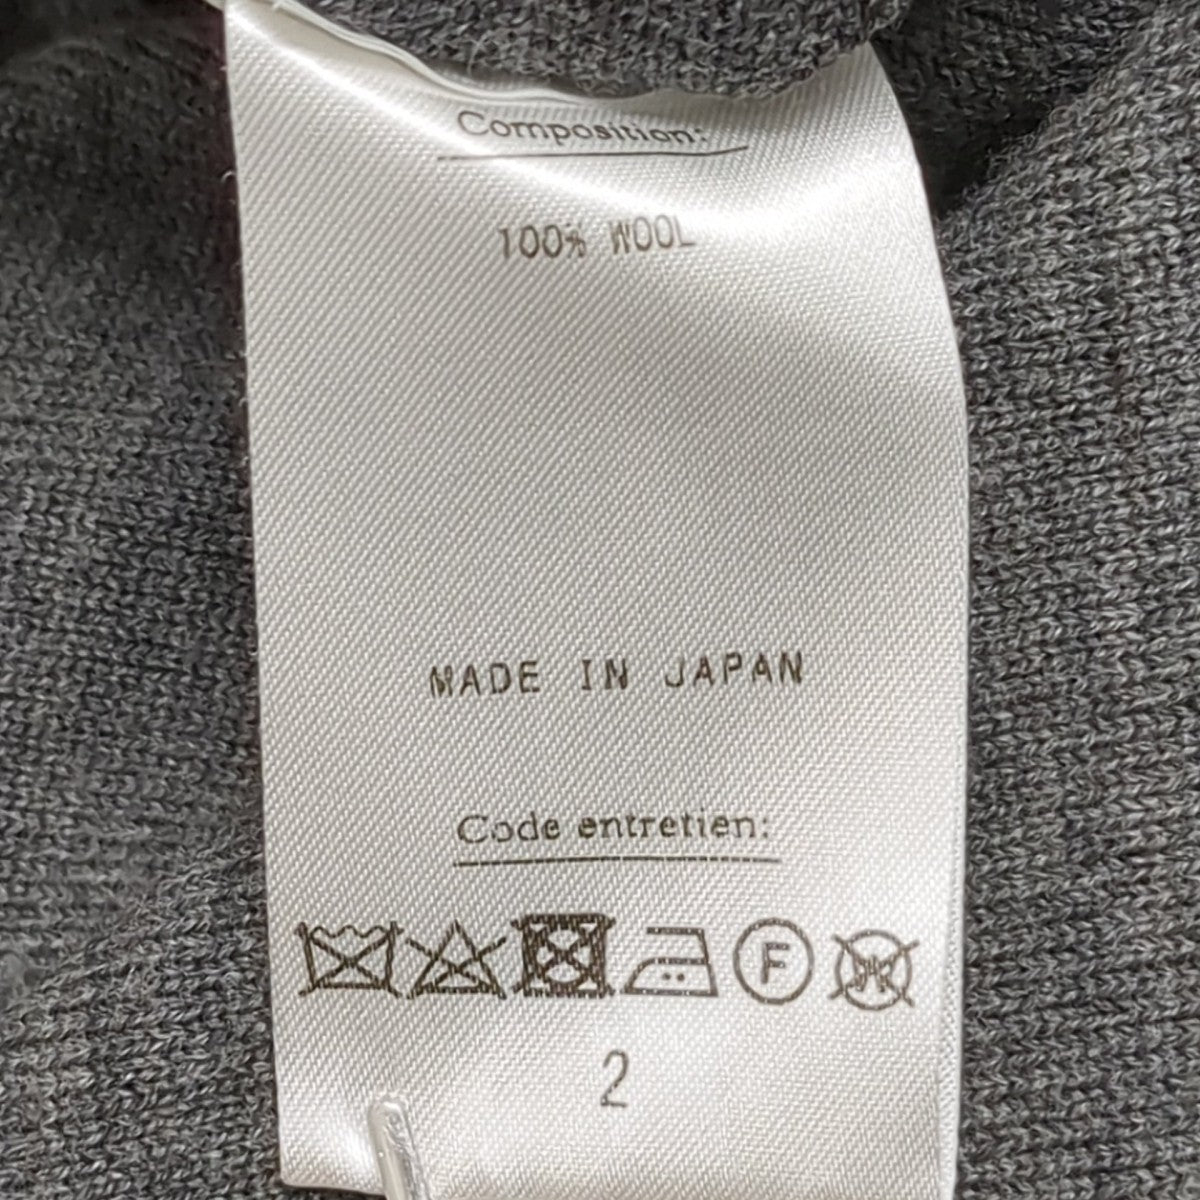 Composition:
100% WOOL
MADE IN JAPAN
Code entretien:
F
2